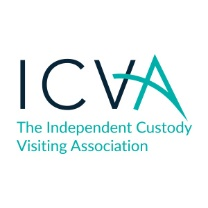 ICVA
The Independent Custody
Visiting Association